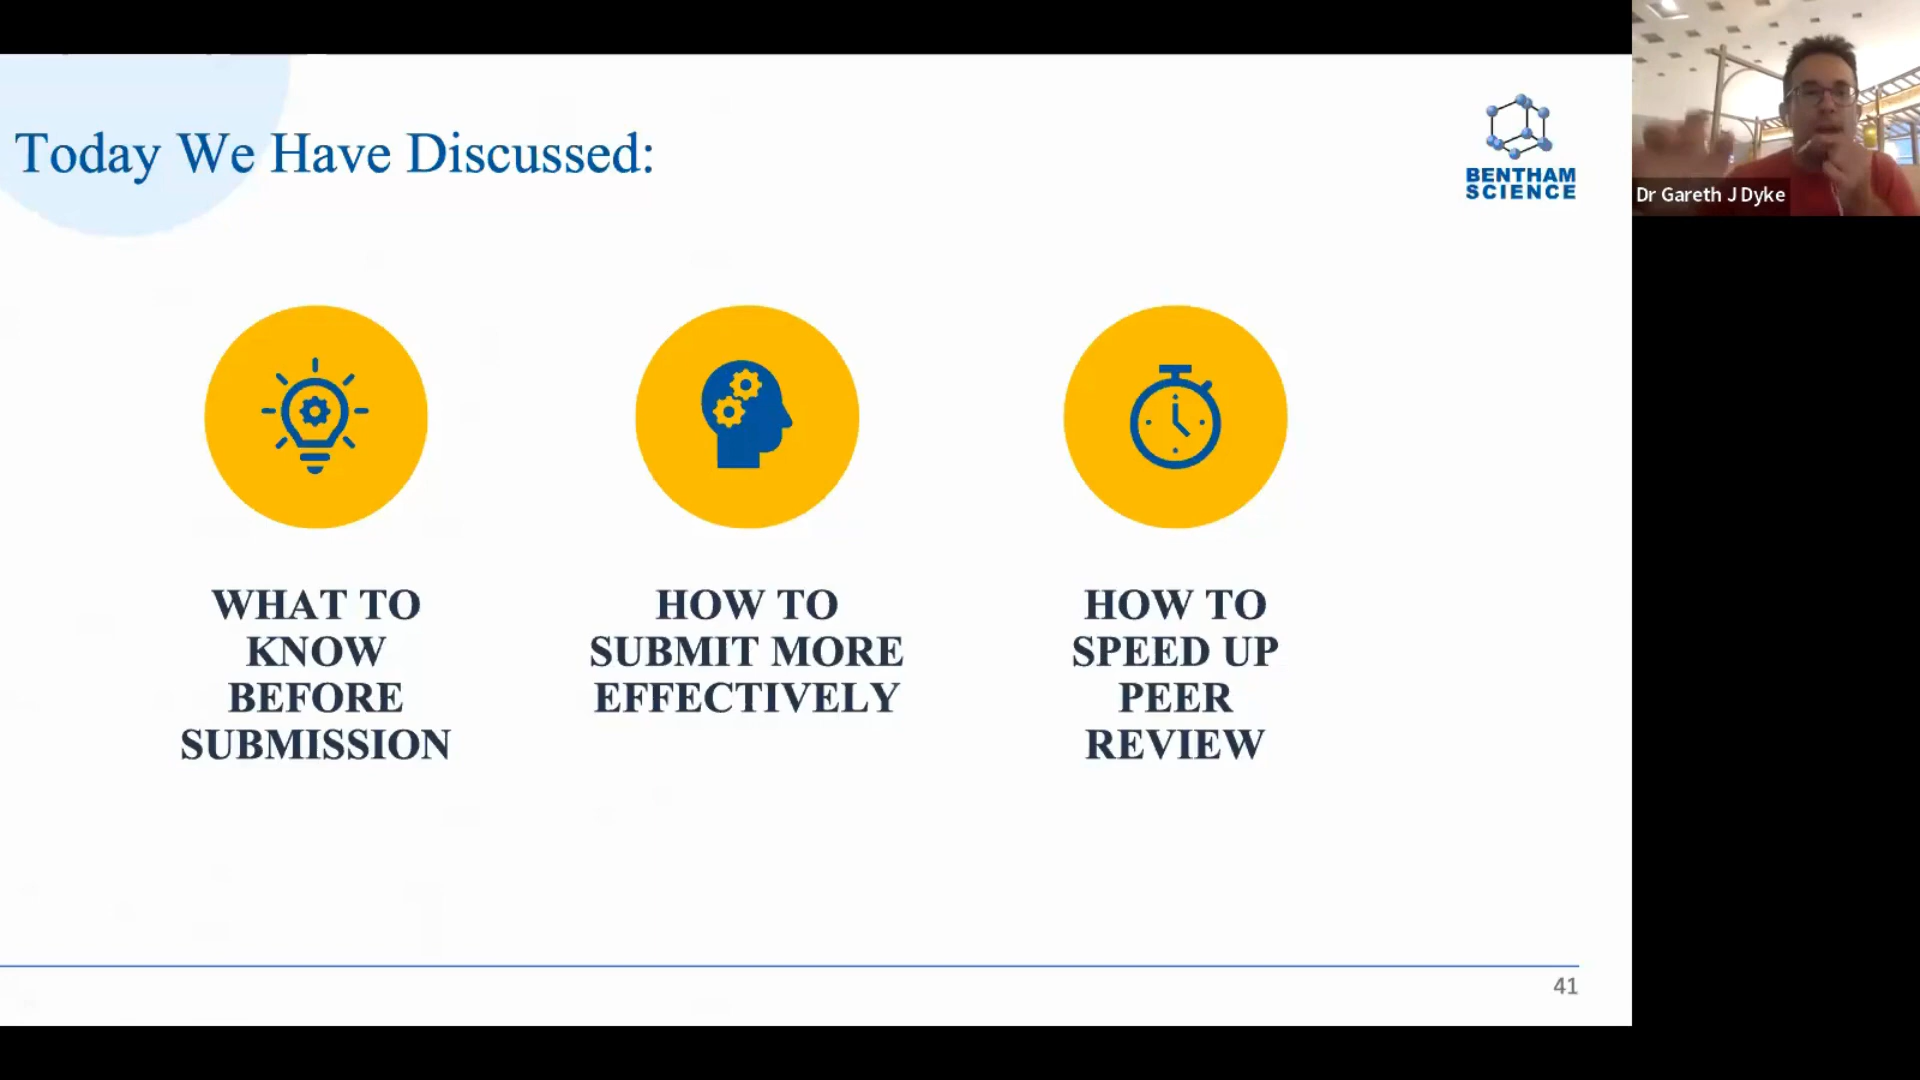 Today We Have Discussed:
BENTHAM
SCIENCE
Dr Gareth J Dyke
WHAT TO
KNOW
BEFORE
SUBMISSION
HOW TO
SUBMIT MORE
EFFECTIVELY
HOW TO
SPEED UP
PEER
REVIEW
41